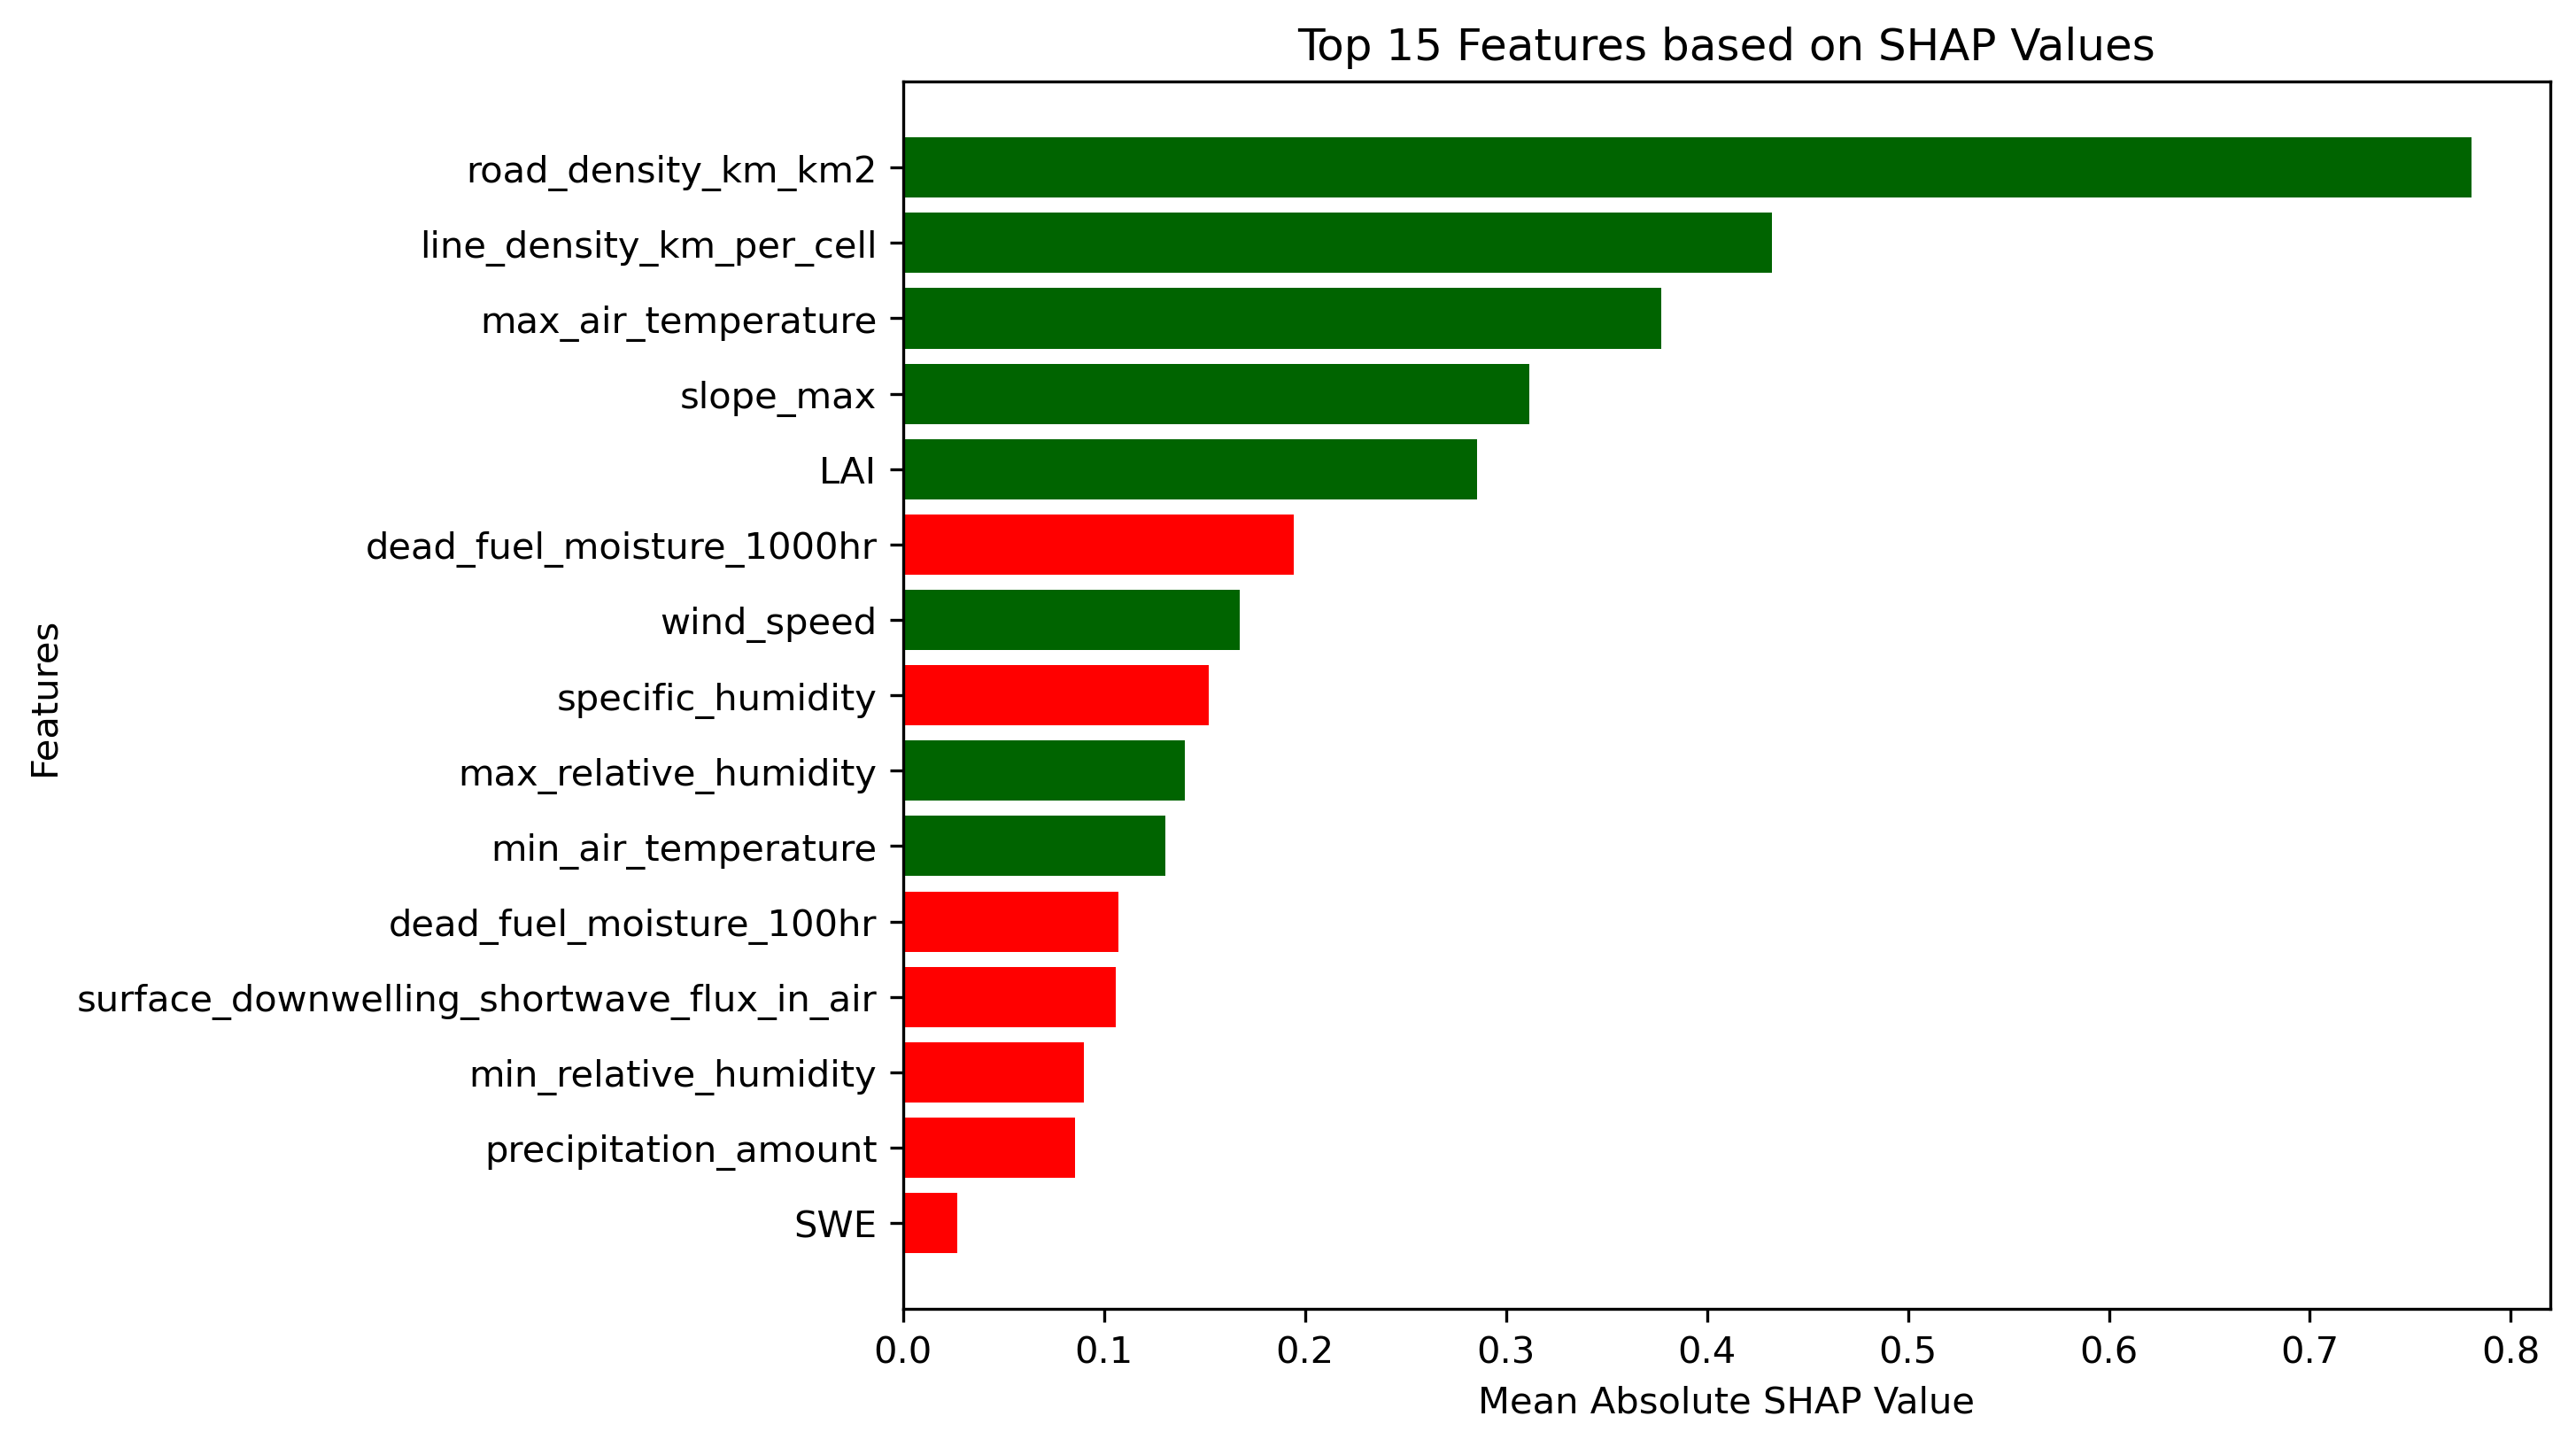 Top 15 Features based on SHAP Values
Features
road_density_km_km2
line_density_km_per_cell
max_air_temperature
slope_max
LAI
dead_fuel_moisture_1000hr
wind_speed
specific_humidity
max_relative_humidity
min_air_temperature
dead_fuel_moisture_100hr
surface_downwelling_shortwave_flux_in_air
min_relative_humidity
precipitation_amount
SWE
0.0 0.1 0.2 0.3 0.4 0.5 0.6 0.7 0.8
Mean Absolute SHAP Value